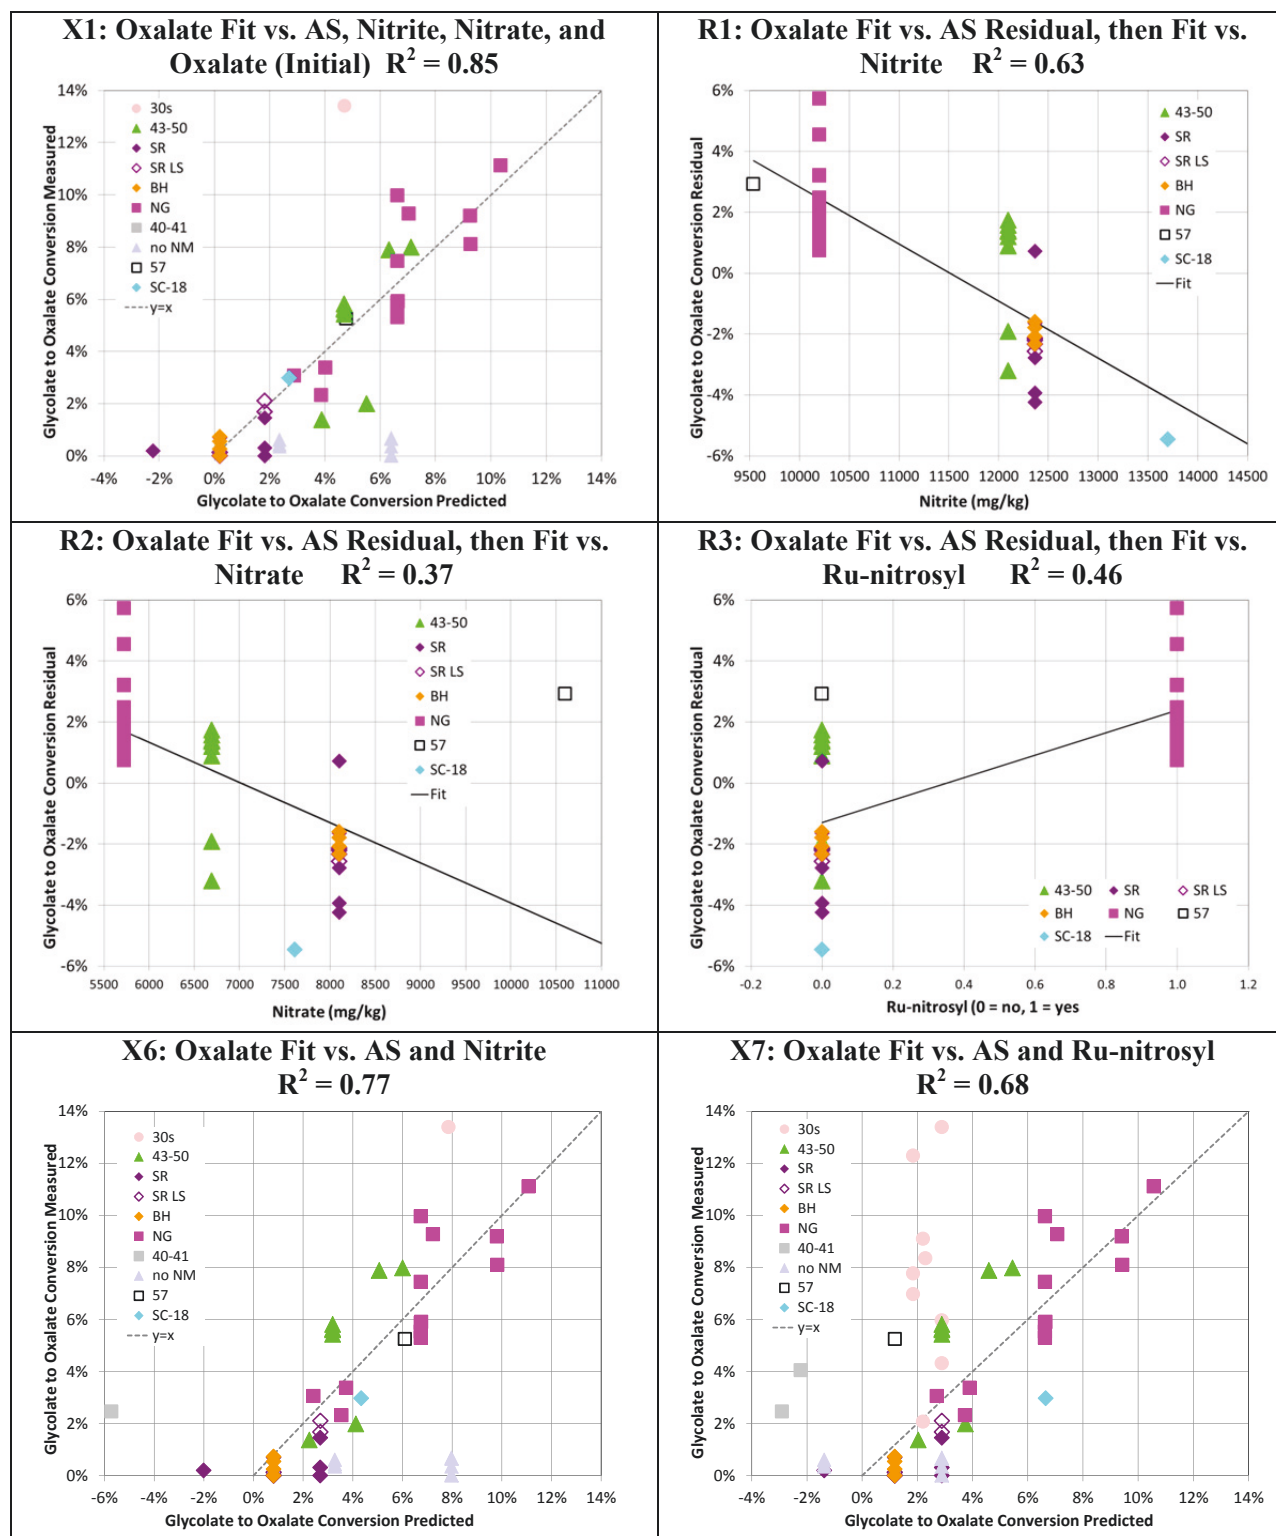 X1: Oxalate Fit vs. AS, Nitrite, Nitrate, and
Oxalate (Initial) R² = 0.85
Glycolate to Oxalate Conversion Measured
14%
12%
10%
8%
6%
4%
2%
0%
30s
43-50
SR
SR LS
BH
NG
40-41
no NM
57
SC-18
y=x
-4% -2% 0% 2% 4% 6% 8% 10% 12% 14%
Glycolate to Oxalate Conversion Predicted
R1: Oxalate Fit vs. AS Residual, then Fit vs.
Nitrite R² = 0.63
Glycolate to Oxalate Conversion Residual
6%
4%
2%
0%
-2%
-4%
-6%
43-50
SR
SR LS
BH
NG
57
SC-18
Fit
9500 10000 10500 11000 11500 12000 12500 13000 13500 14000 14500
Nitrite (mg/kg)
R2: Oxalate Fit vs. AS Residual, then Fit vs.
Nitrate R² = 0.37
Glycolate to Oxalate Conversion Residual
6%
4%
2%
0%
-2%
-4%
-6%
43-50
SR
SR LS
BH
NG
57
SC-18
Fit
5500 6000 6500 7000 7500 8000 8500 9000 9500 10000 10500 11000
Nitrate (mg/kg)
R3: Oxalate Fit vs. AS Residual, then Fit vs.
Ru-nitrosyl R² = 0.46
Glycolate to Oxalate Conversion Residual
6%
4%
2%
0%
-2%
-4%
-6%
43-50 SR SR LS
BH NG 57
SC-18 Fit
-0.2 0.0 0.2 0.4 0.6 0.8 1.0 1.2
Ru-nitrosyl (0 = no, 1 = yes
X6: Oxalate Fit vs. AS and Nitrite
R² = 0.77
Glycolate to Oxalate Conversion Measured
14%
12%
10%
8%
6%
4%
2%
0%
30s
43-50
SR
SR LS
BH
NG
40-41
no NM
57
SC-18
y=x
-6% -4% -2% 0% 2% 4% 6% 8% 10% 12% 14%
Glycolate to Oxalate Conversion Predicted
X7: Oxalate Fit vs. AS and Ru-nitrosyl
R² = 0.68
Glycolate to Oxalate Conversion Measured
14%
12%
10%
8%
6%
4%
2%
0%
30s
43-50
SR
SR LS
BH
NG
40-41
no NM
57
SC-18
y=x
-4% -2% 0% 2% 4% 6% 8% 10% 12% 14%
Glycolate to Oxalate Conversion Predicted